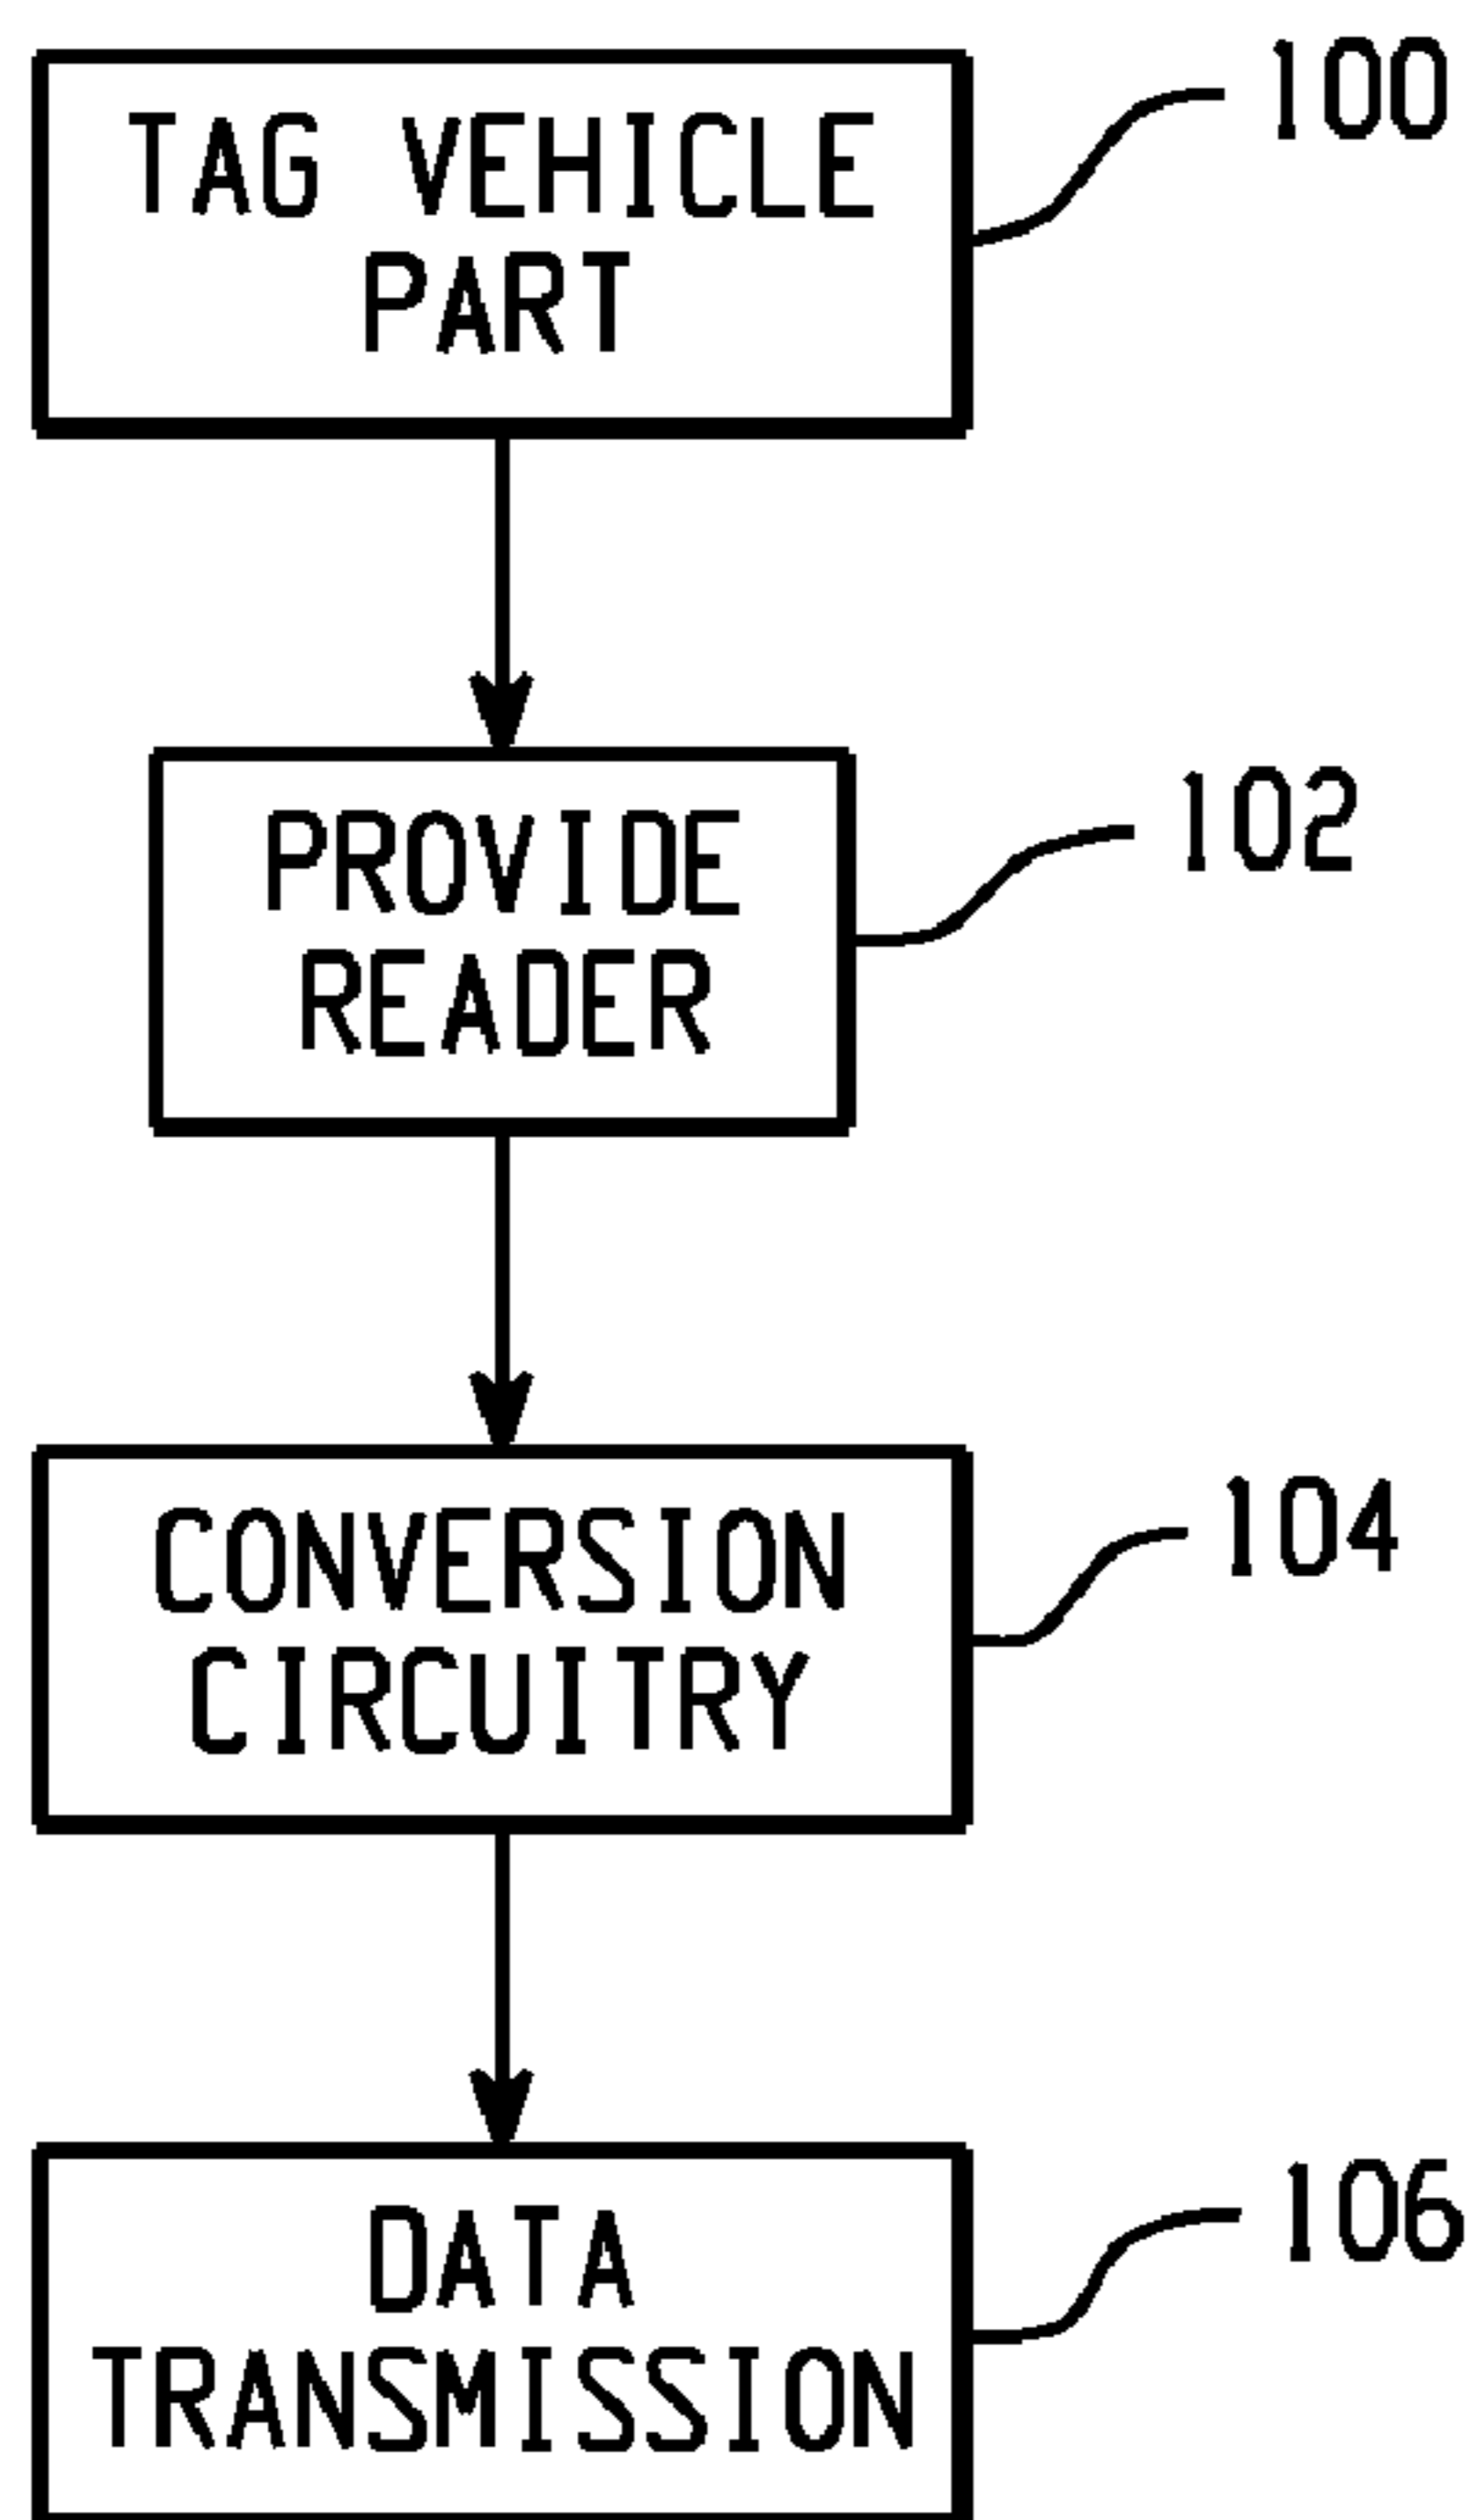 TAG VEHICLE
PART
100
PROVIDE
READER
102
CONVERSION
CIRCUITRY
104
DATA
TRANSMISSION
106